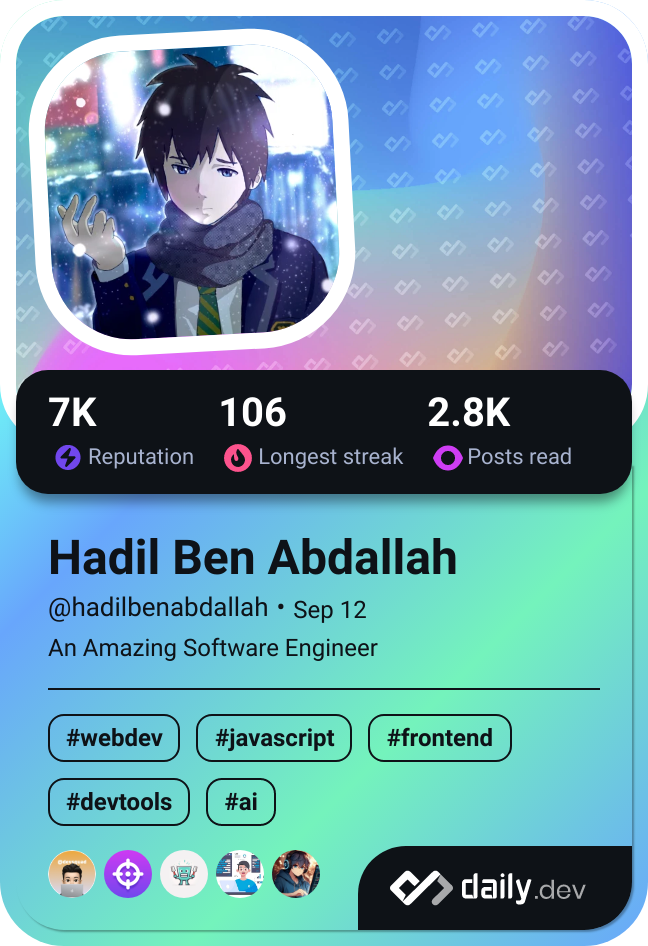 7K 106 2.8K
Reputation Longest streak Posts read
Hadil Ben Abdallah
@hadilbenabdallah • Sep 12
An Amazing Software Engineer
#webdev #javascript #frontend
#devtools #ai
daily.dev